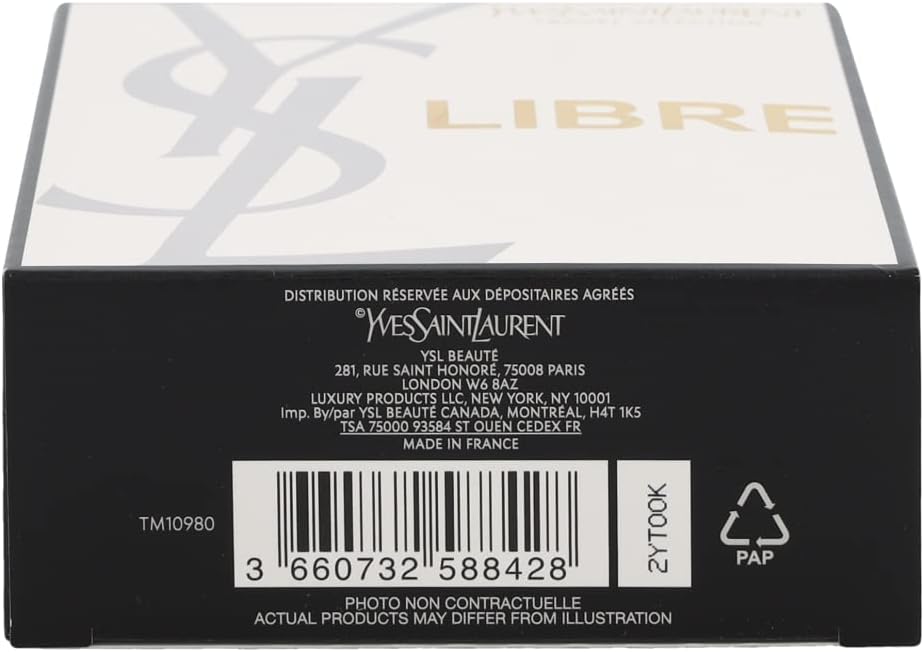 YVESSAINTLAURENT
LIBRE
DISTRIBUTION RÉSERVÉE AUX DÉPOSITAIRES AGRÉÉS
©YVESSAINTLAURENT
YSL BEAUTÉ
281, RUE SAINT HONORÉ, 75008 PARIS
LONDON W6 8AZ
LUXURY PRODUCTS LLC, NEW YORK, NY 10001
Imp. By/par YSL BEAUTÉ CANADA, MONTRÉAL, H4T 1K5
TSA 75000 93584 ST OUEN CEDEX FR
MADE IN FRANCE
TM10980
3 660732 588428
2YT00K
PAP
PHOTO NON CONTRACTUELLE
ACTUAL PRODUCTS MAY DIFFER FROM ILLUSTRATION